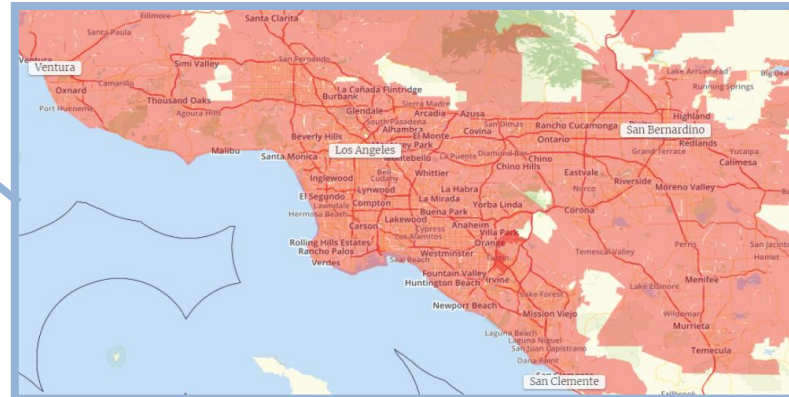 Fillmore
Santa Clarita
Santa Paula
Ventura
Ventura
Simi Valley
San Fernando
Lake Arrowhead
Big
Running Springs
Camarillo
Oxnard
La Cañada Flintridge
Burbank
Sierra Madre
Port Hueneme
Thousand Oaks
Glendale
Arcadia
Azusa
Highland
Agoura Hills
South Pasadena
San Dimas
Rancho Cucamonga
Alhambra
San Bernardino
Beverly Hills
El Monte
Covina
Ontario
Redlands
Los Angeles
Malibu
Santa Monica
Montebello
La Puente
Diamond Bar
Chino
Grand Terrace
Yucaipa
Calimesa
Chino Hills
Inglewood
Bell
Cudahy
Whittier
Eastvale
Riverside
Moreno Valley
El Segundo
Lynwood
La Habra
Norco
Lawndale
Compton
La Mirada
Yorba Linda
Hermosa Beach
Buena Park
Corona
Carson
Lakewood
Cypress
Anaheim
Villa Park
Los Alamitos
Orange
Rolling Hills Estates
Rancho Palos
Verdes
Seal Beach
Westminster
Tustin
Temescal Valley
Perris
San Jacinto
Hemet
Fountain Valley
Irvine
Huntington Beach
Lake Forest
Lake Elsinore
Menifee
Newport Beach
Mission Viejo
Wildomar
Murrieta
Laguna Beach
Laguna Niguel
San Juan Capistrano
Dana Point
Temecula
San Clemente
San Clemente
Fallbrook